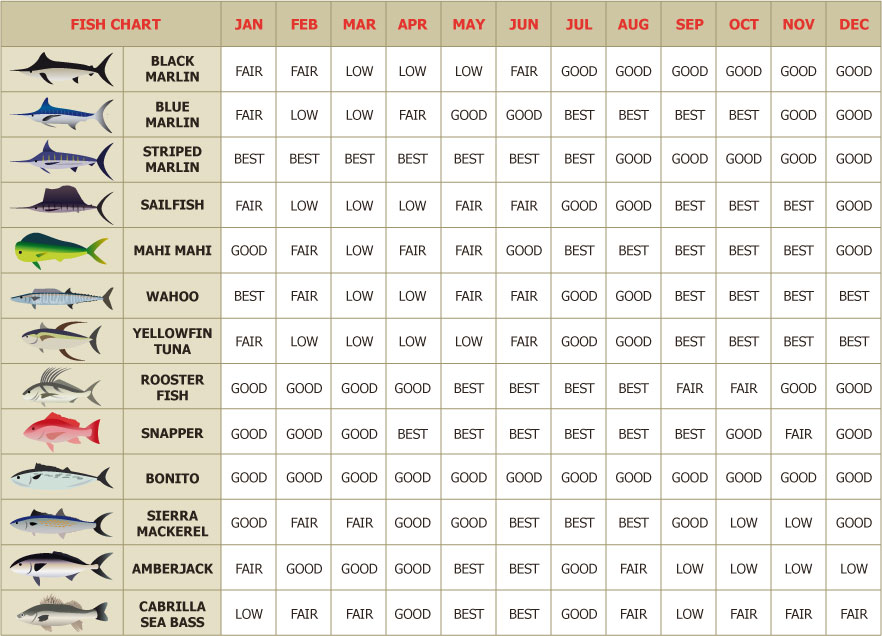 FISH CHART JAN FEB MAR APR MAY JUN JUL AUG SEP OCT NOV DEC
BLACK
MARLIN FAIR FAIR LOW LOW LOW FAIR GOOD GOOD GOOD GOOD GOOD GOOD
BLUE
MARLIN FAIR LOW LOW FAIR GOOD GOOD BEST BEST BEST BEST GOOD GOOD
STRIPED
MARLIN BEST BEST BEST BEST BEST BEST BEST GOOD GOOD GOOD GOOD GOOD
SAILFISH FAIR LOW LOW LOW FAIR FAIR GOOD GOOD BEST BEST BEST GOOD
MAHI MAHI GOOD FAIR LOW FAIR FAIR GOOD BEST BEST BEST BEST BEST GOOD
WAHOO BEST FAIR LOW LOW FAIR FAIR GOOD GOOD BEST BEST BEST BEST
YELLOWFIN
TUNA FAIR LOW LOW LOW LOW FAIR GOOD GOOD BEST BEST BEST BEST
ROOSTER
FISH GOOD GOOD GOOD GOOD BEST BEST BEST BEST FAIR FAIR GOOD GOOD
SNAPPER GOOD GOOD GOOD BEST BEST BEST BEST BEST BEST GOOD FAIR GOOD
BONITO GOOD GOOD GOOD GOOD GOOD GOOD GOOD GOOD GOOD GOOD GOOD GOOD
SIERRA
MACKEREL GOOD FAIR FAIR GOOD GOOD BEST BEST BEST GOOD LOW LOW GOOD
AMBERJACK FAIR GOOD GOOD GOOD BEST BEST GOOD FAIR LOW LOW LOW LOW
CABRILLA
SEA BASS LOW FAIR FAIR GOOD BEST BEST GOOD FAIR LOW FAIR FAIR FAIR